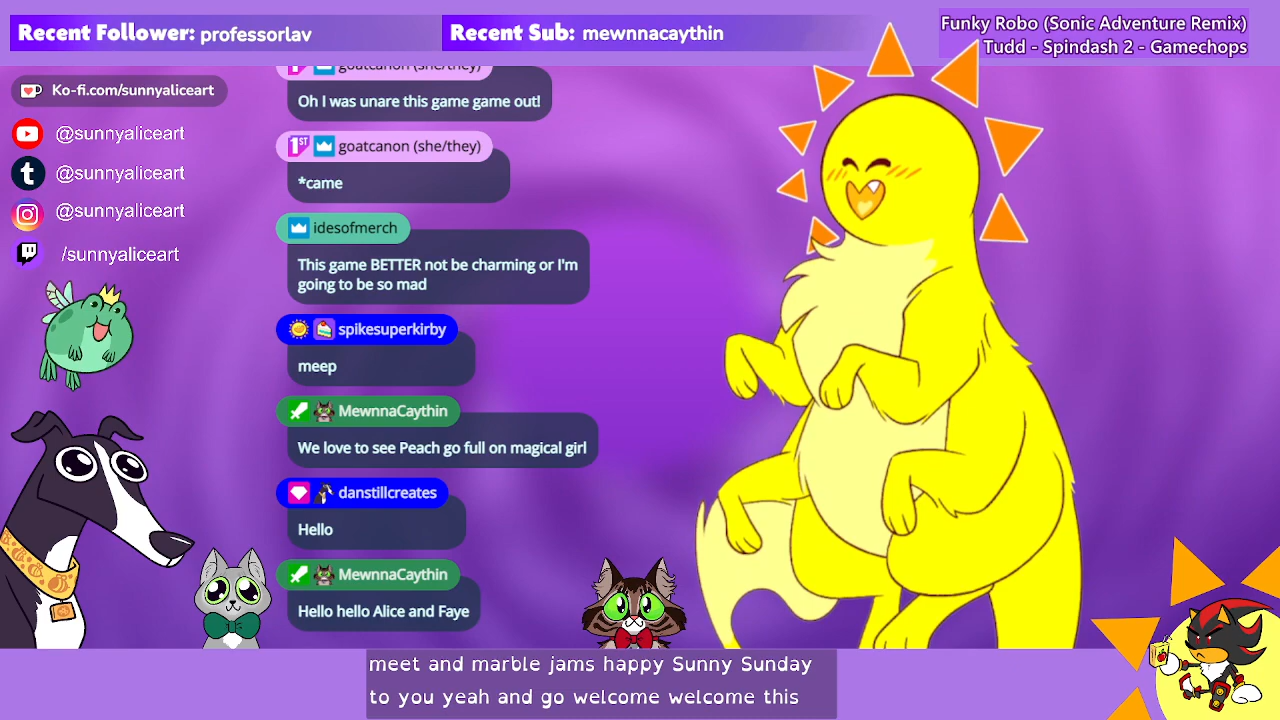 Recent Follower: professorlav
Recent Sub: mewnnacaythin
Funky Robo (Sonic Adventure Remix)
Tudd - Spindash 2 - Gamechops
Ko-fi.com/sunnyaliceart
@sunnyaliceart
t @sunnyaliceart
@sunnyaliceart
/sunnyaliceart
goatcanon (she/they)
Oh I was unare this game game out!
1ST goatcanon (she/they)
*came
idesofmerch
This game BETTER not be charming or I'm
going to be so mad
spikesuperkirby
meep
MewnnaCaythin
We love to see Peach go full on magical girl
danstillcreates
Hello
MewnnaCaythin
Hello hello Alice and Faye
meet and marble jams happy Sunny Sunday
to you yeah and go welcome welcome this